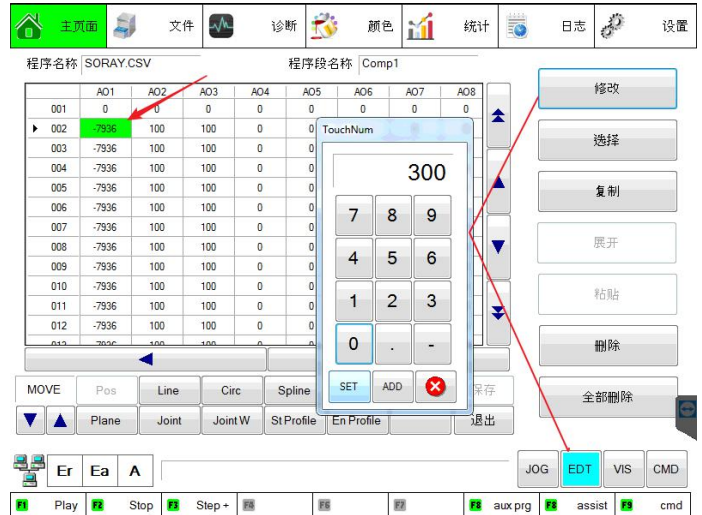 主页面 文件 诊断 颜色 统计 日志 设置
程序名称 SORAY.CSV 程序段名称 Comp1
AO1 AO2 AO3 AO4 AO5 AO6 AO7 AO8
001 0 0 0 0 0 0 0 0
002 -7936 100 100 0 0
003 -7936 100 100 0 0
004 -7936 100 100 0 0
005 -7936 100 100 0 0
006 -7936 100 100 0 0
007 -7936 100 100 0 0
008 -7936 100 100 0 0
009 -7936 100 100 0 0
010 -7936 100 100 0 0
011 -7936 100 100 0 0
012 -7936 100 100 0 0
013 -7936 100 100 0 0
TouchNum
300
7 8 9
4 5 6
1 2 3
0 . -
SET ADD
修改
选择
复制
展开
粘贴
删除
全部删除
MOVE Pos Line Circ Spline 保存
Plane Joint Joint W St Profile En Profile 退出
Er Ea A JOG EDT VIS CMD
F1 Play F2 Stop F3 Step + F4 F6 F7 F8 aux prg F8 assist F9 cmd